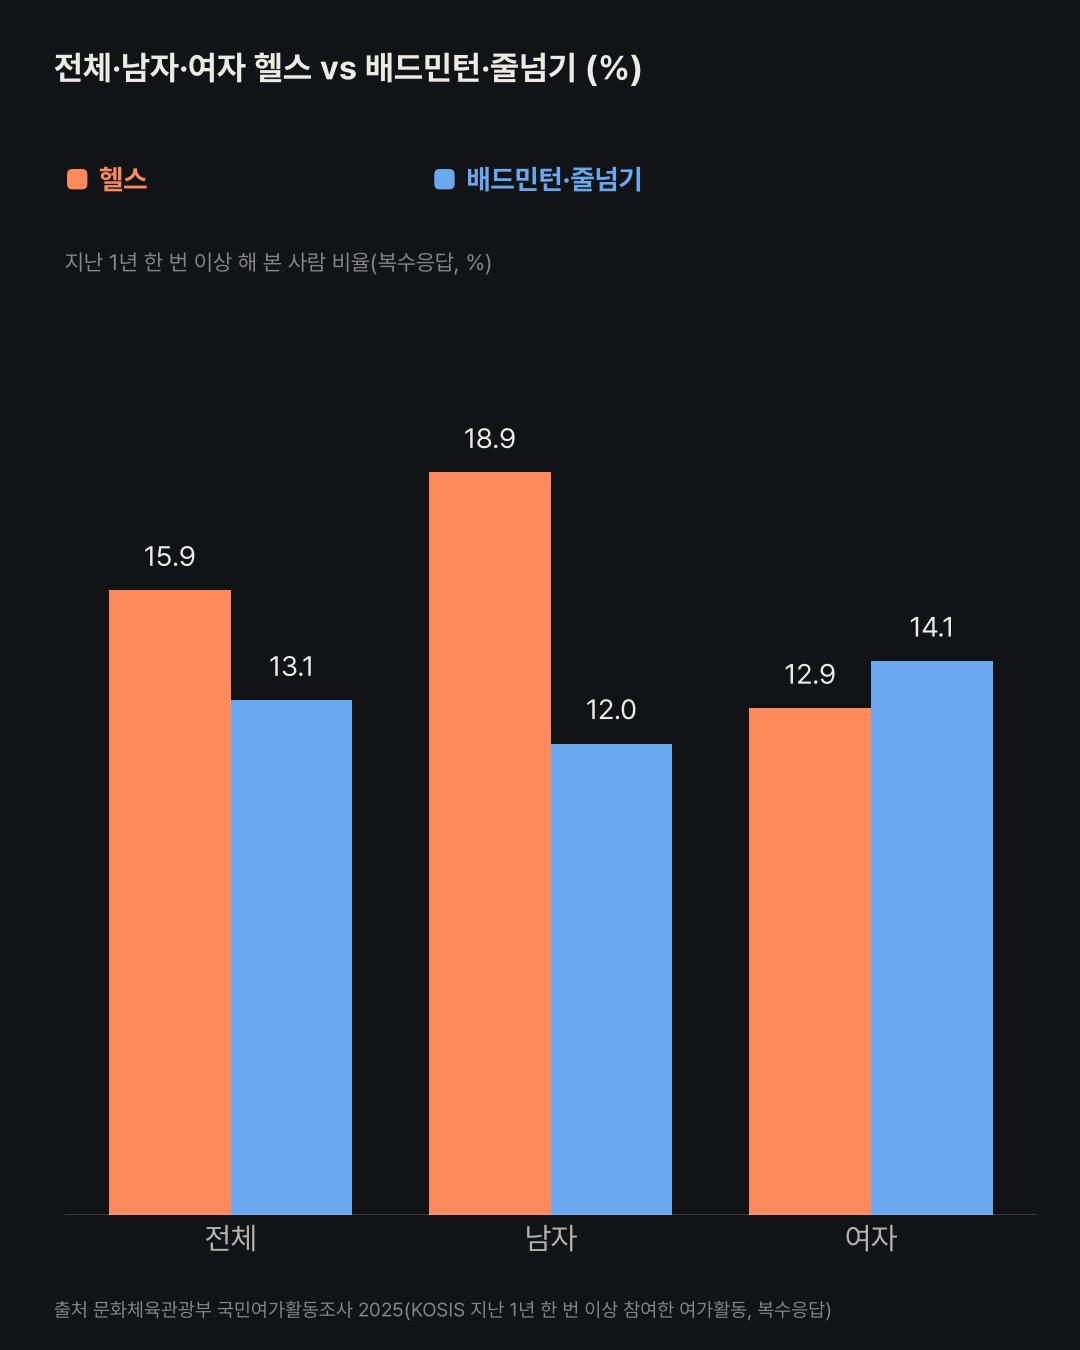 전체·남자·여자 헬스 vs 배드민턴·줄넘기 (%)
헬스
배드민턴·줄넘기
지난 1년 한 번 이상 해 본 사람 비율(복수응답, %)
18.9
15.9
14.1
13.1
12.9
12.0
전체
남자
여자
출처 문화체육관광부 국민여가활동조사 2025(KOSIS 지난 1년 한 번 이상 참여한 여가활동, 복수응답)